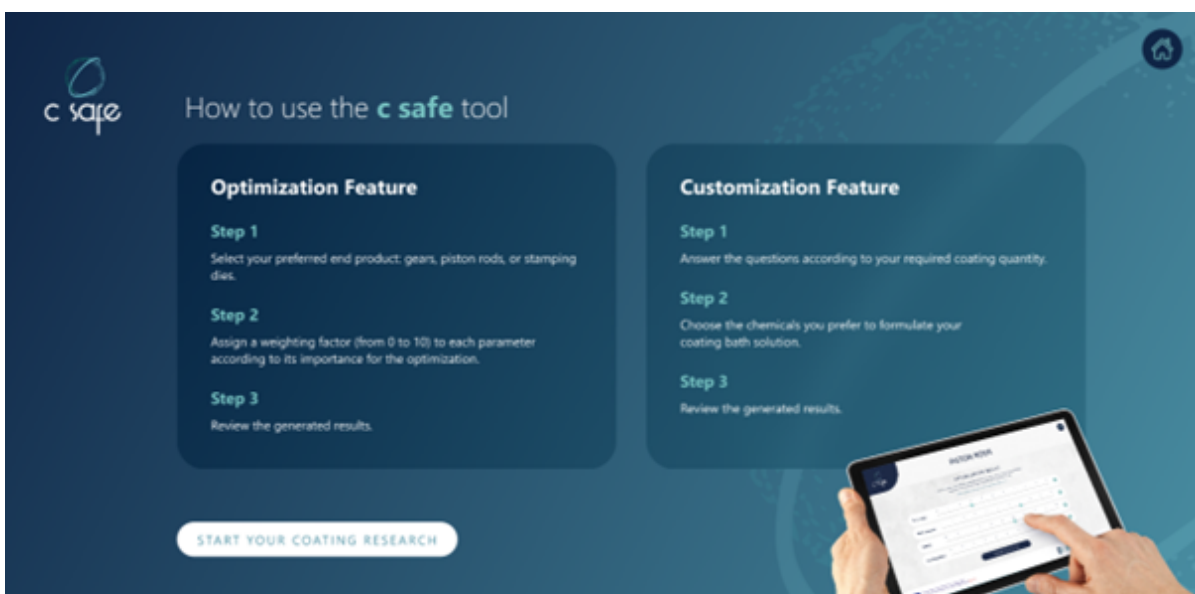 c safe
How to use the c safe tool
Optimization Feature
Step 1
Select your preferred end product: gears, piston rods, or stamping
dies.
Step 2
Assign a weighting factor (from 0 to 10) to each parameter
according to its importance for the optimization.
Step 3
Review the generated results.
Customization Feature
Step 1
Answer the questions according to your required coating quantity.
Step 2
Choose the chemicals you prefer to formulate your
coating bath solution.
Step 3
Review the generated results.
START YOUR COATING RESEARCH
PISTON RODS